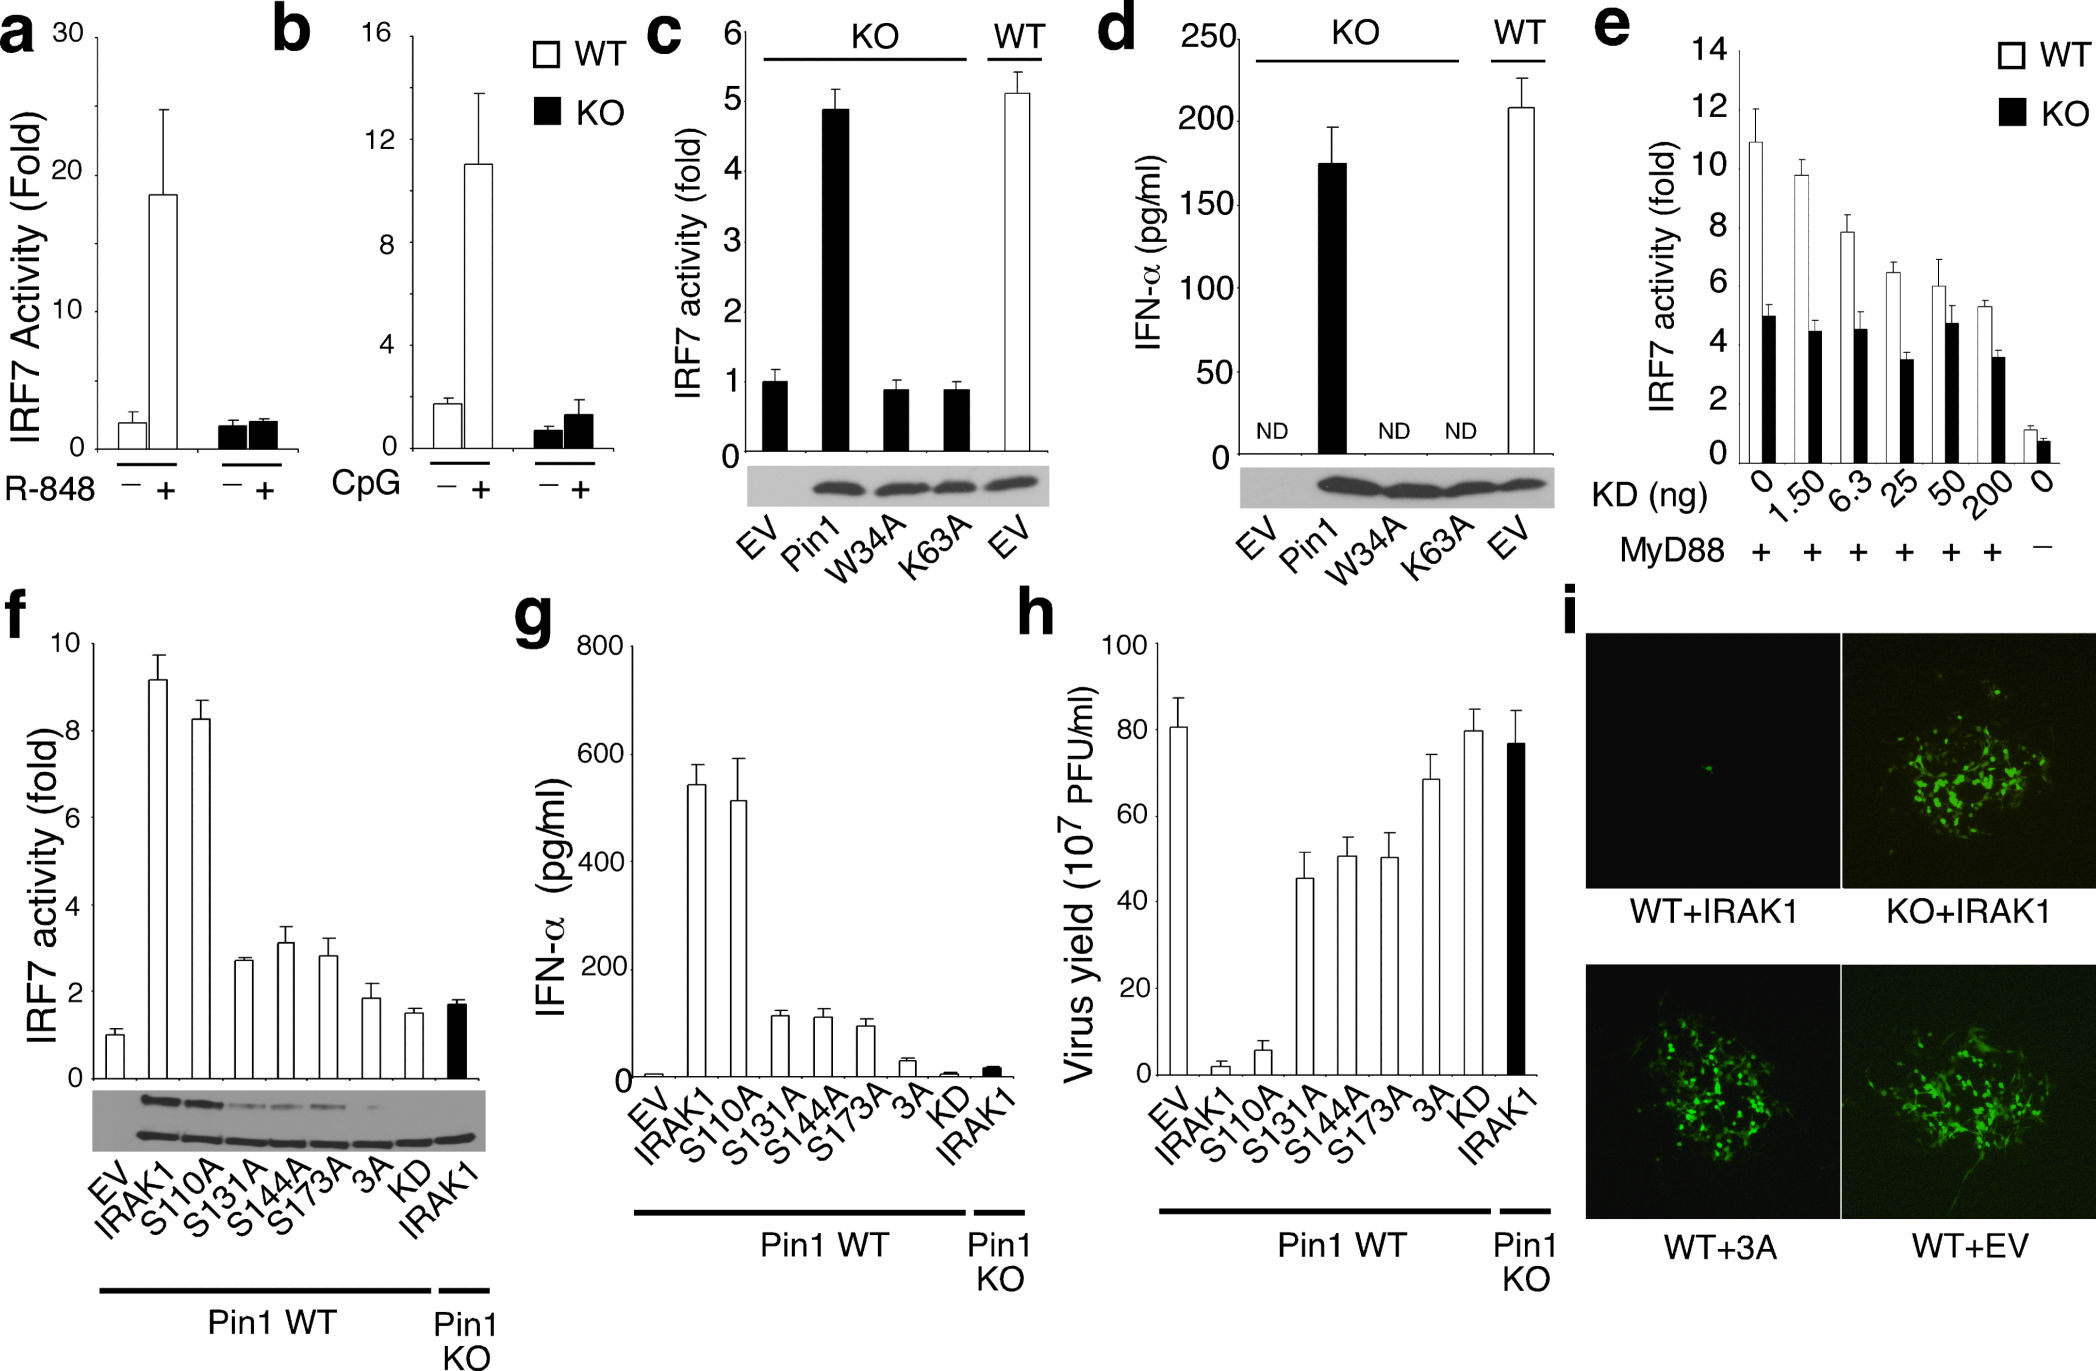 a
30
20
10
0
IRF7 Activity (Fold)
R-848
– + – +
b
16
12
8
4
0
WT
KO
CpG
– + – +
c
6
5
4
3
2
1
0
IRF7 activity (fold)
KO WT
EV Pin1 W34A K63A EV
d
250
200
150
100
50
0
IFN-α (pg/ml)
KO WT
ND ND ND
EV Pin1 W34A K63A EV
e
14
12
10
8
6
4
2
0
IRF7 activity (fold)
WT
KO
KD (ng) 0 1.50 6.3 25 50 200 0
MyD88 + + + + + + –
f
10
8
6
4
2
0
IRF7 activity (fold)
EV IRAK1 S110A S131A S144A S173A 3A KD IRAK1
Pin1 WT
Pin1
KO
g
800
600
400
200
0
IFN-α (pg/ml)
EV IRAK1 S110A S131A S144A S173A 3A KD IRAK1
Pin1 WT
Pin1
KO
h
100
80
60
40
20
0
Virus yield (10⁷ PFU/ml)
EV IRAK1 S110A S131A S144A S173A 3A KD IRAK1
Pin1 WT
Pin1
KO
i
WT+IRAK1
KO+IRAK1
WT+3A
WT+EV